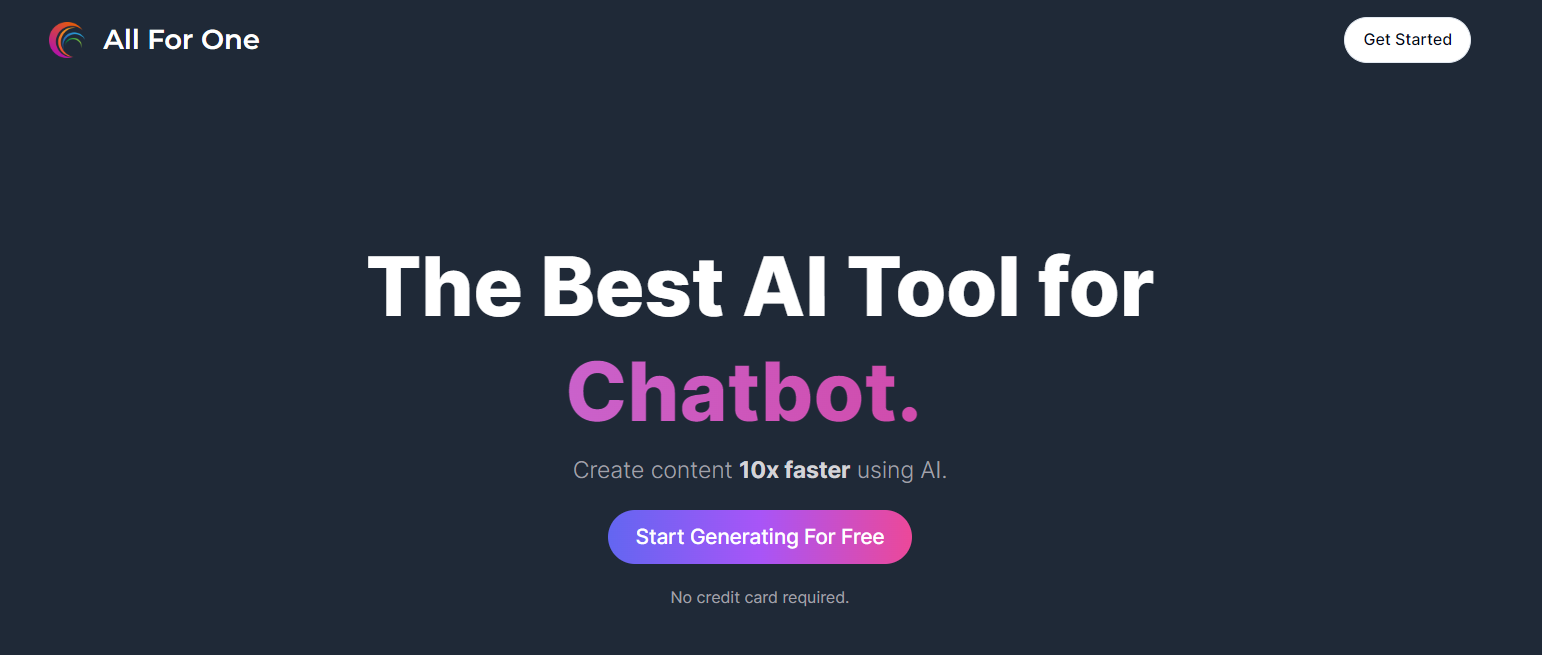 All For One
Get Started
The Best AI Tool for
Chatbot.
Create content 10x faster using AI.
Start Generating For Free
No credit card required.